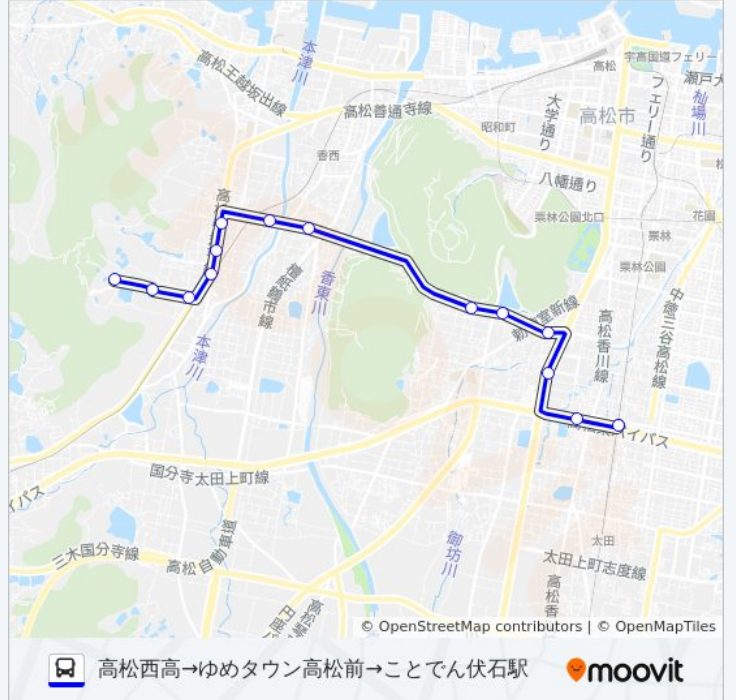 本津川
高松王越坂出線
高松
宇高国道フェリー
フェリー通り
瀬戸大
杣場川
高松善通寺線
大学通り
高松市
昭和町
香西
八幡通り
栗林公園北口
花園
栗林
栗林公園
檀紙鶴市線
香東川
本津川
高松香川線
中徳三谷高松線
国分寺太田上町線
イパス
三木国分寺線
高松自動車道
御坊川
太田
太田上町志度線
高松香
© OpenStreetMap contributors | © OpenMapTiles
高松西高→ゆめタウン高松前→ことでん伏石駅
moovit